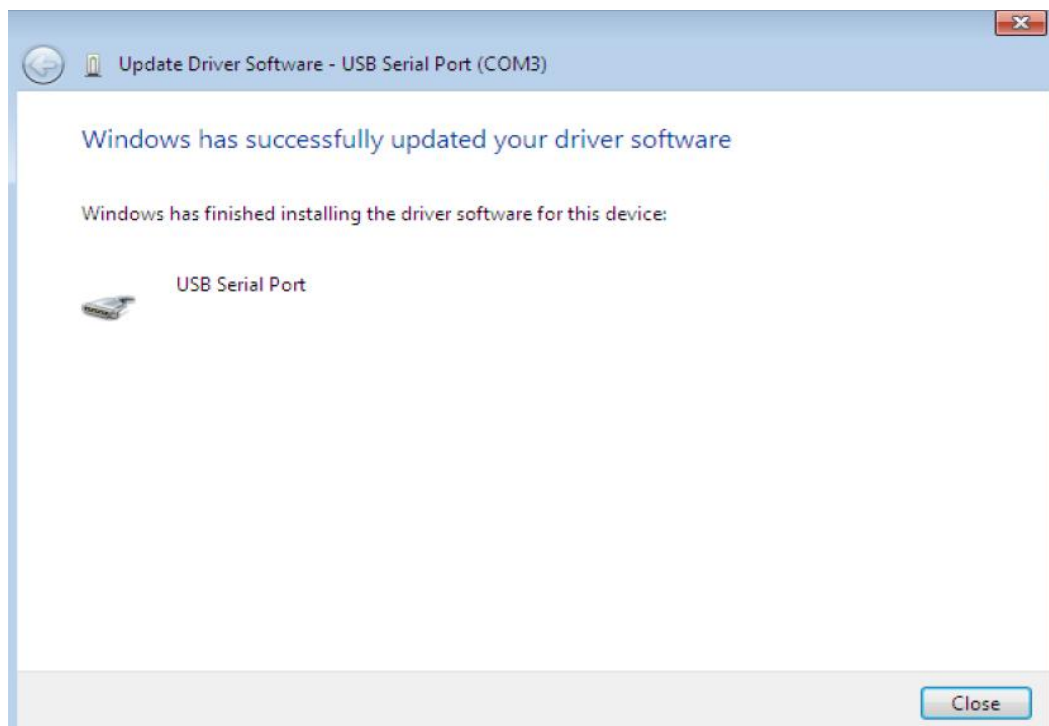 Update Driver Software - USB Serial Port (COM3)
Windows has successfully updated your driver software
Windows has finished installing the driver software for this device:
USB Serial Port
Close